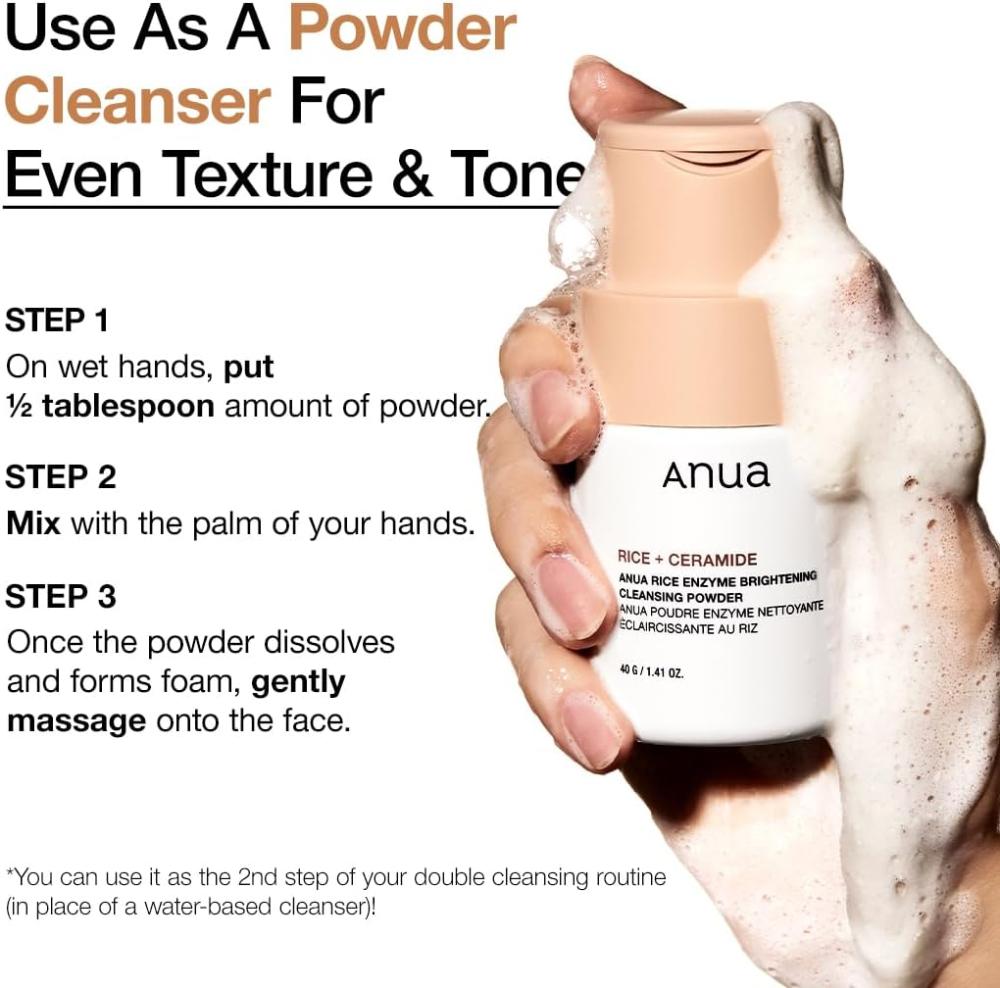 Use As A Powder
Cleanser For
Even Texture & Tone
STEP 1
On wet hands, put
½ tablespoon amount of powder.
STEP 2
Mix with the palm of your hands.
STEP 3
Once the powder dissolves
and forms foam, gently
massage onto the face.
*You can use it as the 2nd step of your double cleansing routine
(in place of a water-based cleanser)!
Anua
RICE + CERAMIDE
ANUA RICE ENZYME BRIGHTENING
CLEANSING POWDER
ANUA POUDRE ENZYME NETTOYANTE
ÉCLAIRCISSANTE AU RIZ
40 G / 1.41 OZ.